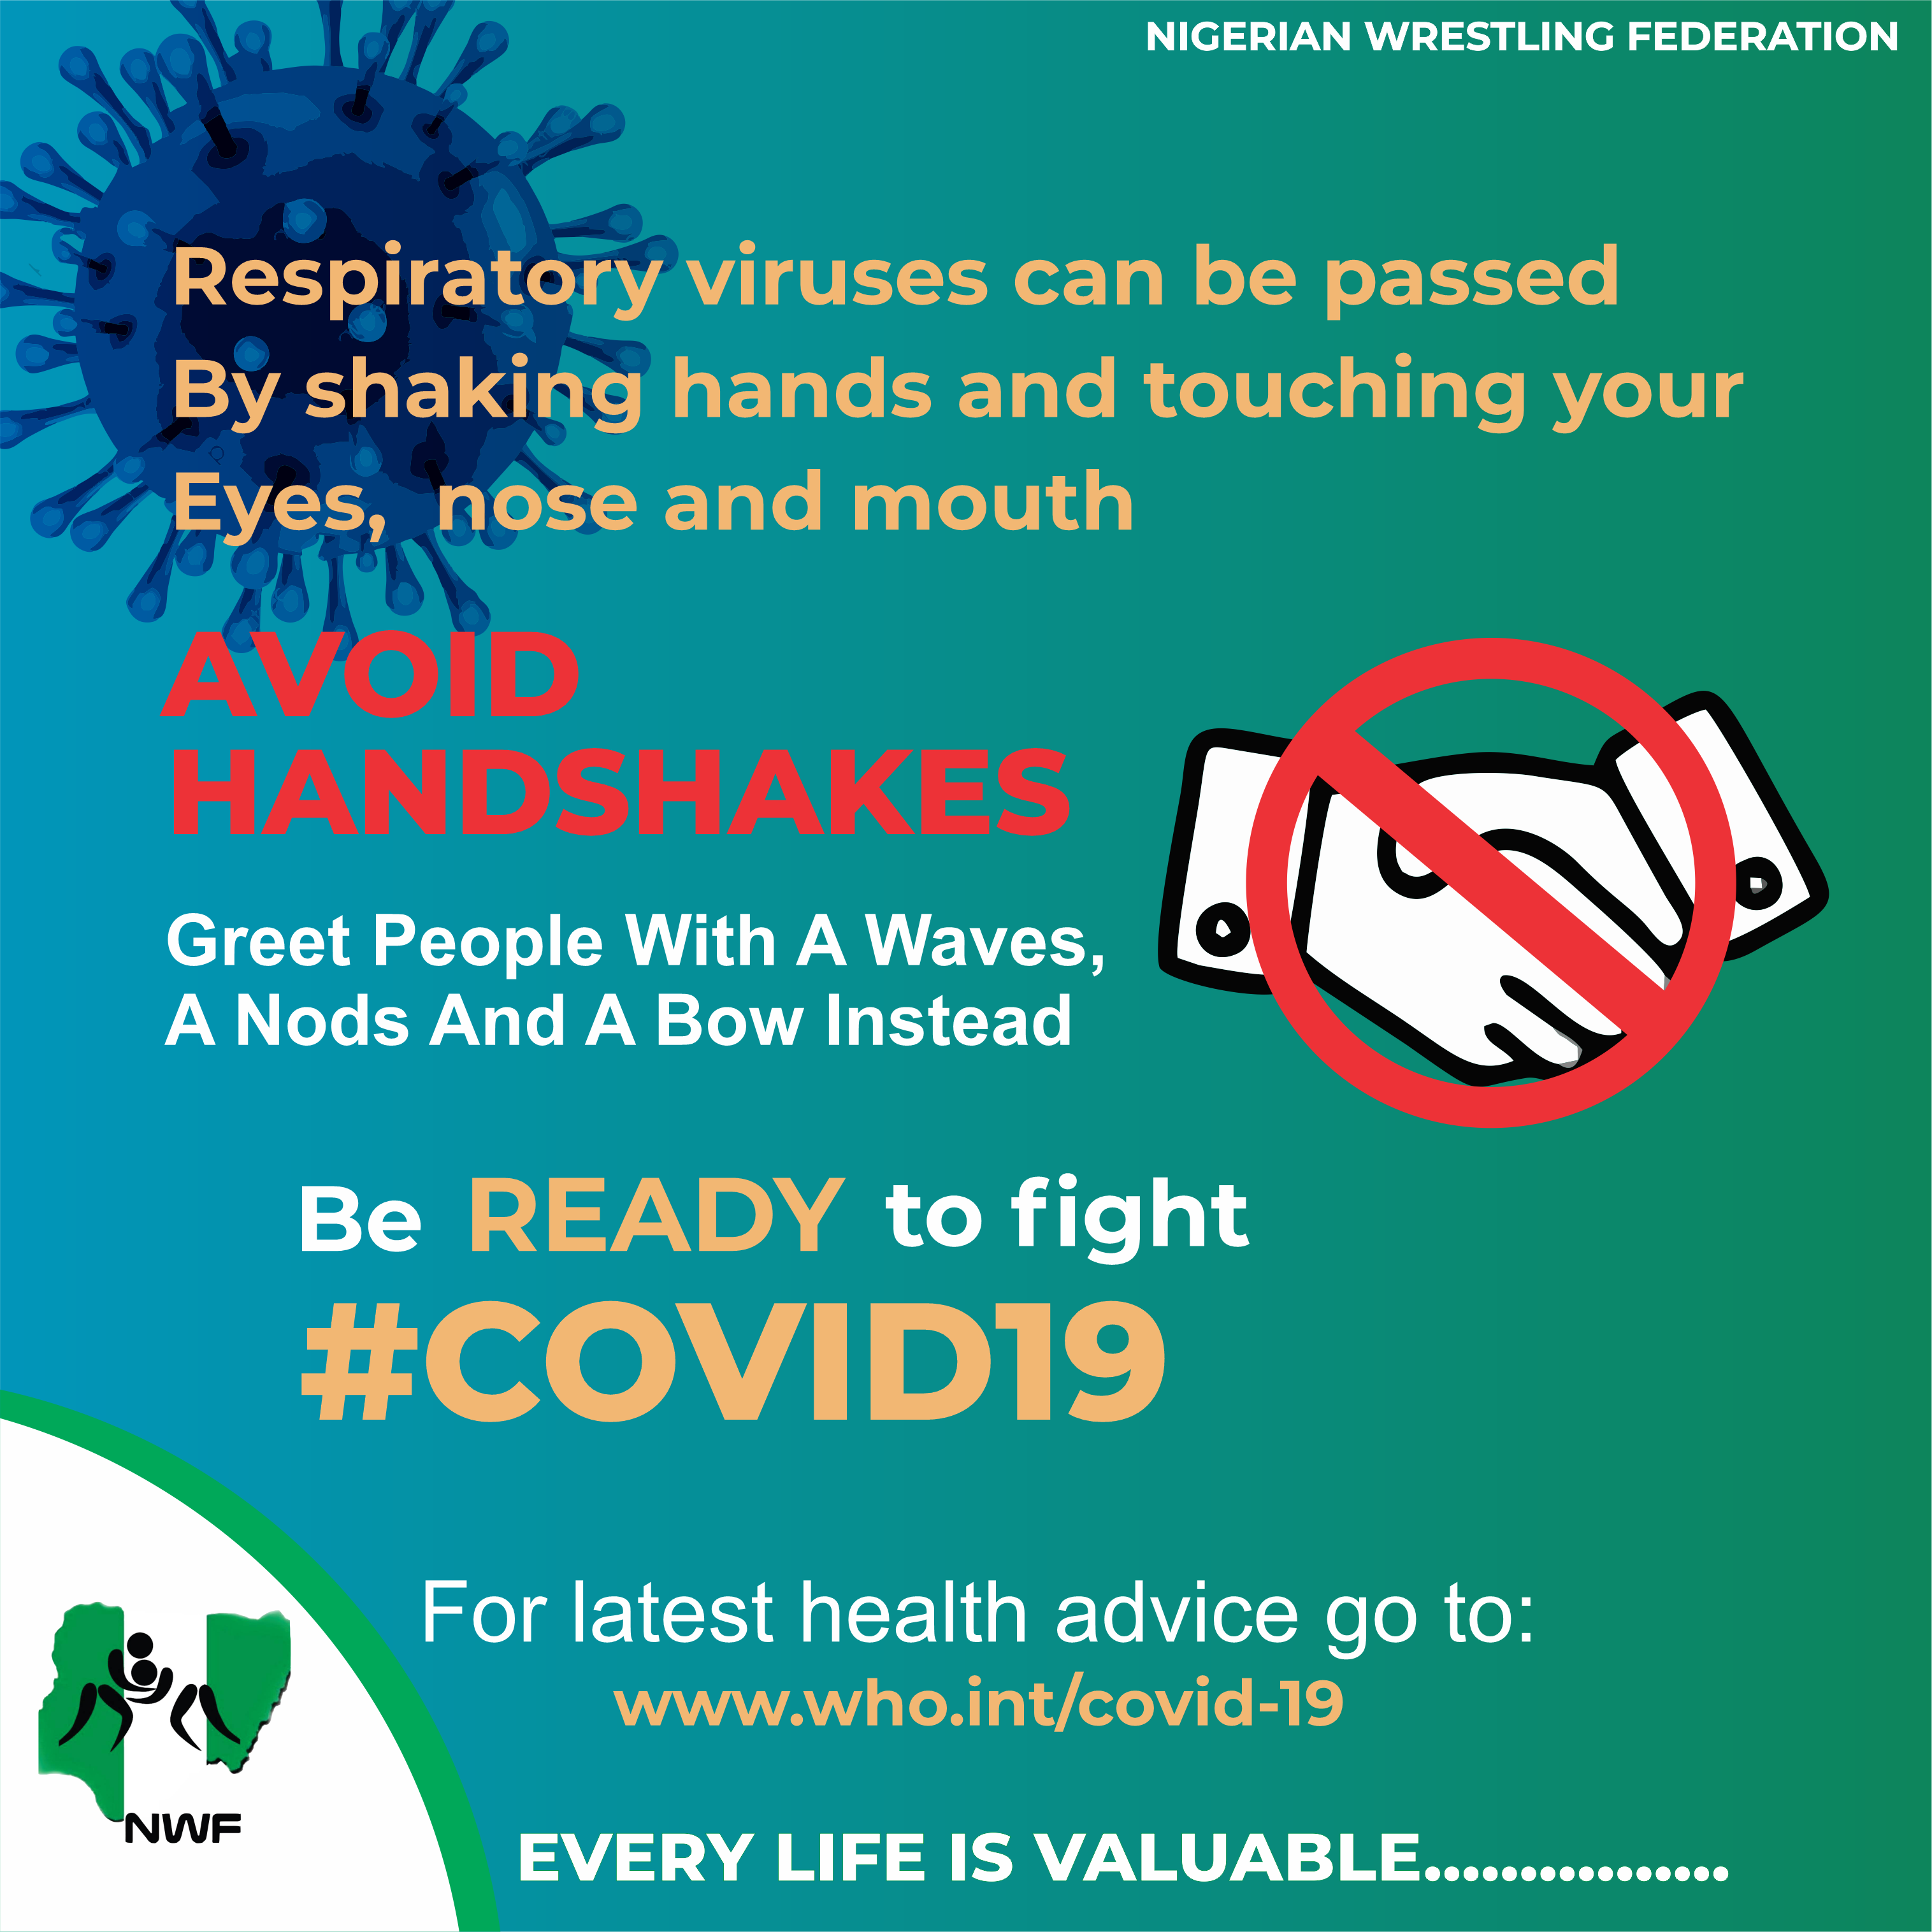 NIGERIAN WRESTLING FEDERATION
Respiratory viruses can be passed
By shaking hands and touching your
Eyes, nose and mouth
AVOID
HANDSHAKES
Greet People With A Waves,
A Nods And A Bow Instead
Be READY to fight
#COVID19
For latest health advice go to:
www.who.int/covid-19
NWF
EVERY LIFE IS VALUABLE................